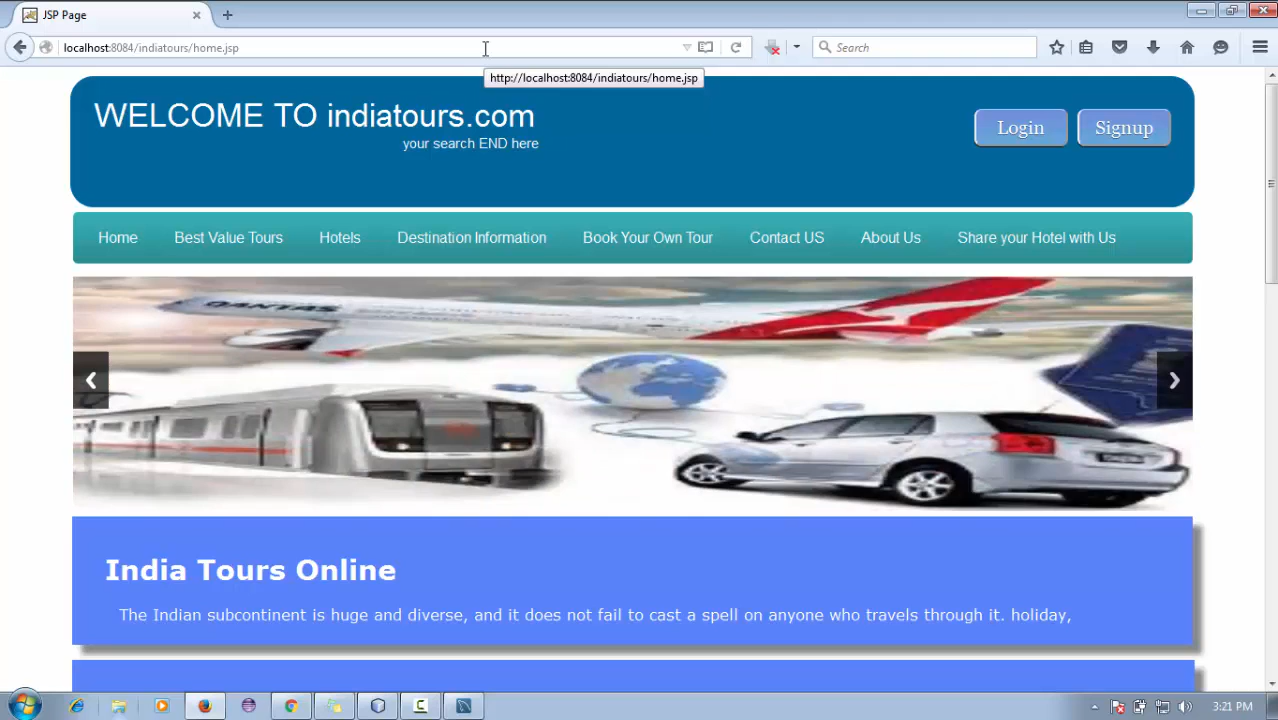 JSP Page
localhost:8084/indiatours/home.jsp
Search
http://localhost:8084/indiatours/home.jsp
WELCOME TO indiatours.com
your search END here
Login
Signup
Home
Best Value Tours
Hotels
Destination Information
Book Your Own Tour
Contact US
About Us
Share your Hotel with Us
QANTAS
India Tours Online
The Indian subcontinent is huge and diverse, and it does not fail to cast a spell on anyone who travels through it. holiday,
3:21 PM